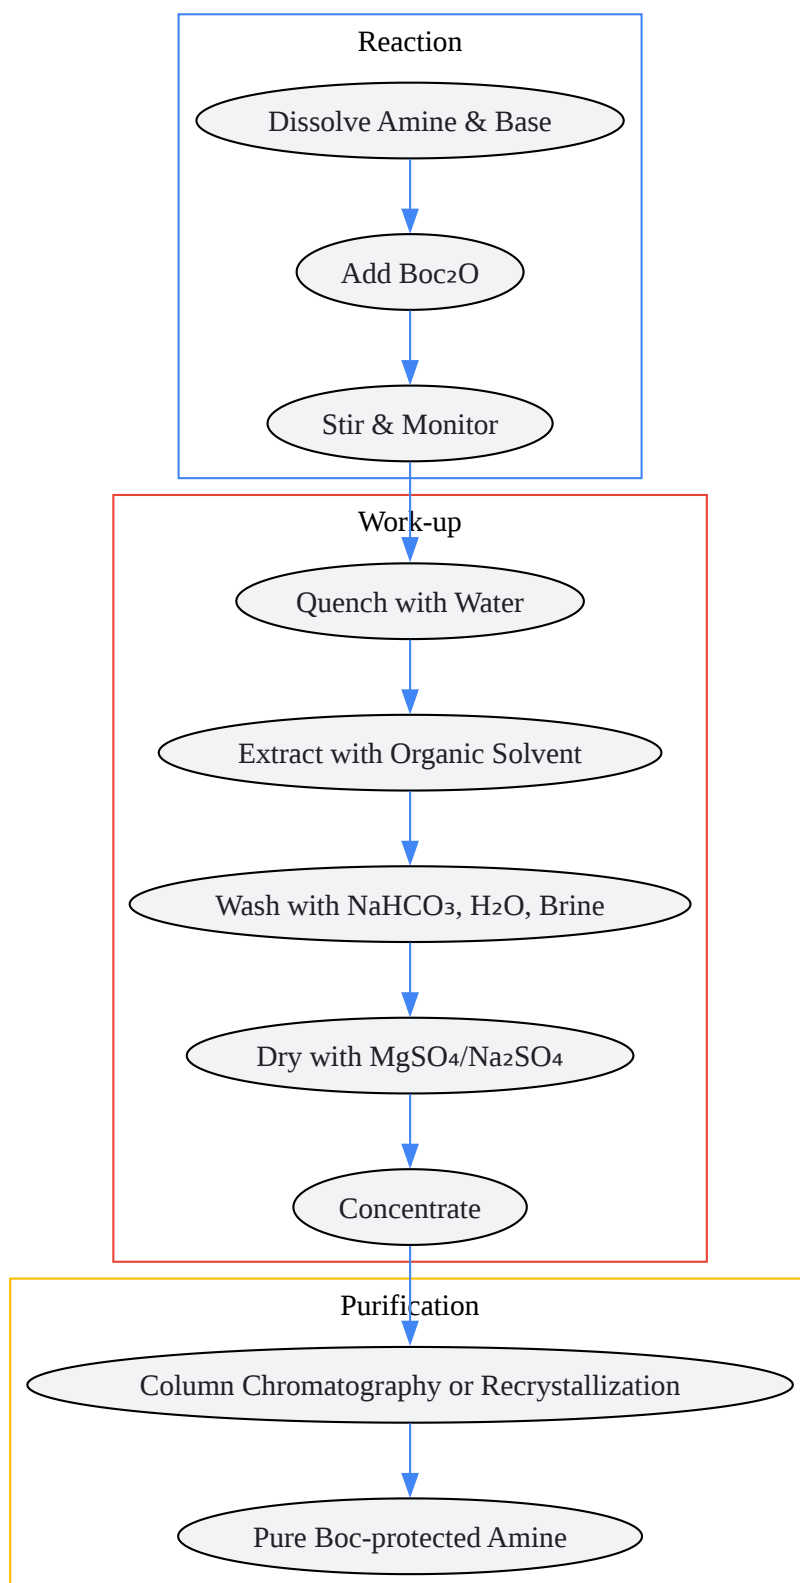 Reaction
Dissolve Amine & Base
Add Boc₂O
Stir & Monitor
Work-up
Quench with Water
Extract with Organic Solvent
Wash with NaHCO₃, H₂O, Brine
Dry with MgSO₄/Na₂SO₄
Concentrate
Purification
Column Chromatography or Recrystallization
Pure Boc-protected Amine